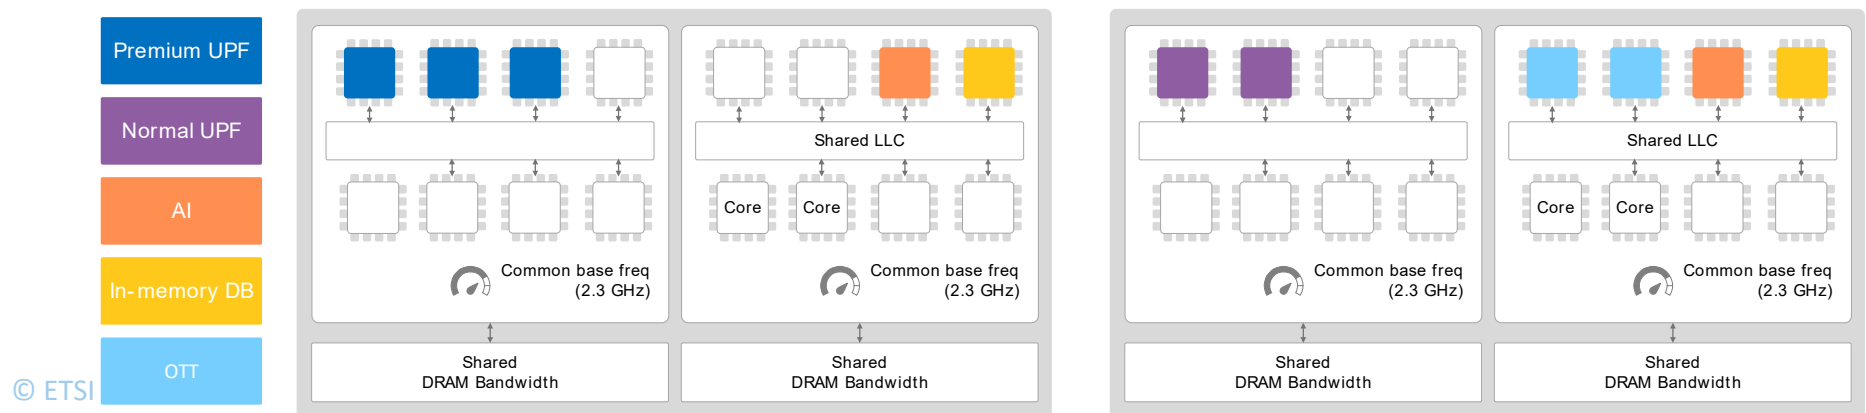 Premium UPF
Normal UPF
AI
In-memory DB
OTT
© ETSI
Common base freq
(2.3 GHz)
Shared
DRAM Bandwidth
Shared LLC
Core
Core
Common base freq
(2.3 GHz)
Shared
DRAM Bandwidth
Common base freq
(2.3 GHz)
Shared
DRAM Bandwidth
Shared LLC
Core
Core
Common base freq
(2.3 GHz)
Shared
DRAM Bandwidth